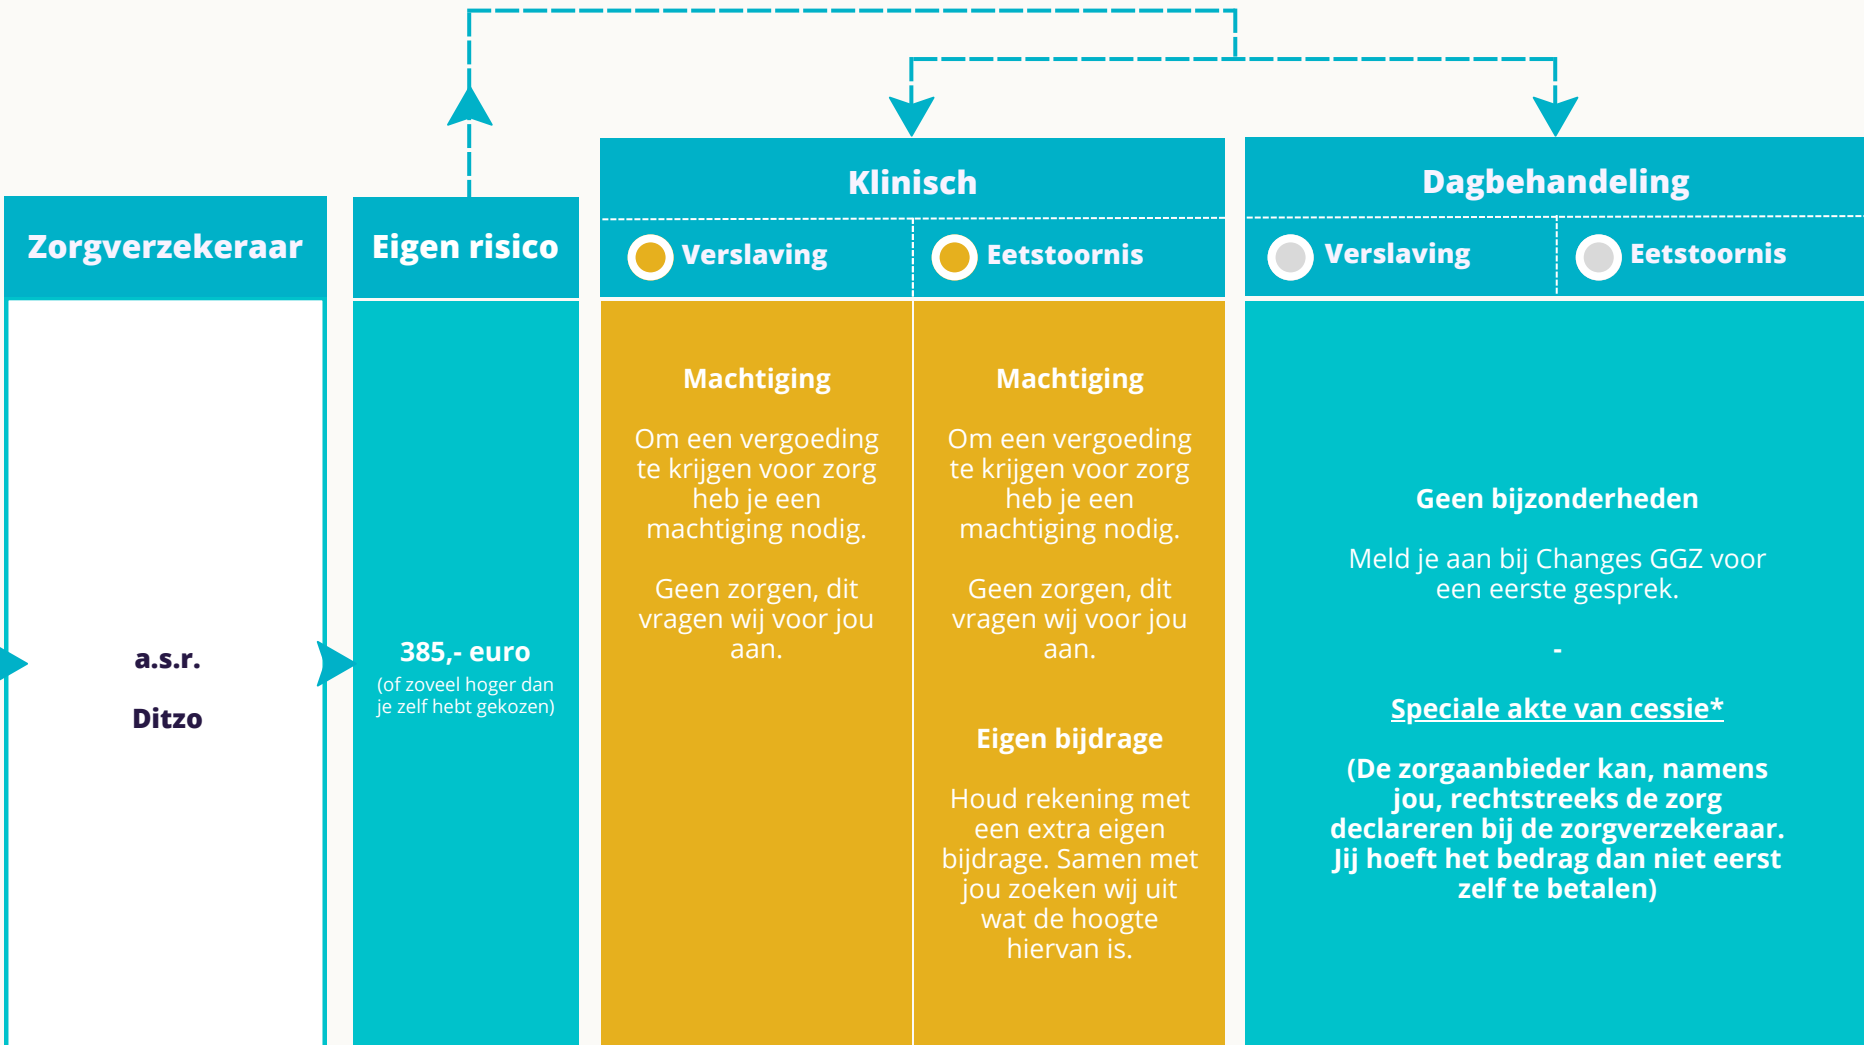 Zorgverzekeraar
a.s.r.
Ditzo
Eigen risico
385,- euro
(of zoveel hoger dan
je zelf hebt gekozen)
Klinisch
Verslaving
Machtiging
Om een vergoeding
te krijgen voor zorg
heb je een
machtiging nodig.
Geen zorgen, dit
vragen wij voor jou
aan.
Eetstoornis
Machtiging
Om een vergoeding
te krijgen voor zorg
heb je een
machtiging nodig.
Geen zorgen, dit
vragen wij voor jou
aan.
Eigen bijdrage
Houd rekening met
een extra eigen
bijdrage. Samen met
jou zoeken wij uit
wat de hoogte
hiervan is.
Dagbehandeling
Verslaving
Eetstoornis
Geen bijzonderheden
Meld je aan bij Changes GGZ voor
een eerste gesprek.
-
Speciale akte van cessie*
(De zorgaanbieder kan, namens
jou, rechtstreeks de zorg
declareren bij de zorgverzekeraar.
Jij hoeft het bedrag dan niet eerst
zelf te betalen)